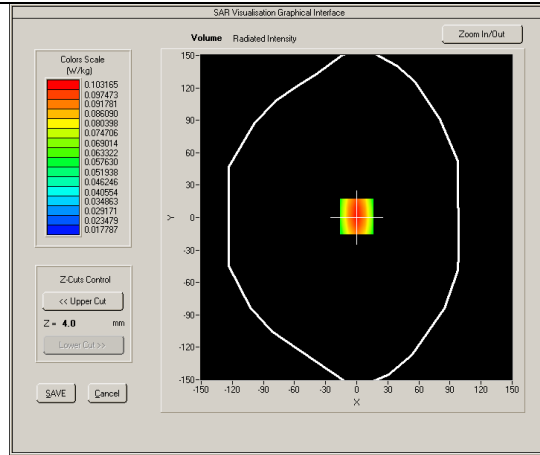 SAR Visualisation Graphical Interface
Volume Radiated Intensity
Zoom In/Out
Colors Scale
(W/kg)
0.103165
0.097473
0.091781
0.086090
0.080398
0.074706
0.069014
0.063322
0.057630
0.051938
0.046246
0.040554
0.034863
0.029171
0.023479
0.017787
Z-Cuts Control
<< Upper Cut
Z = 4.0 mm
Lower Cut >>
SAVE Cancel
150-
120-
90-
60-
30-
0-
-30-
-60-
-90-
-120-
-150-
Y
-150 -120 -90 -60 -30 0 30 60 90 120 150
X